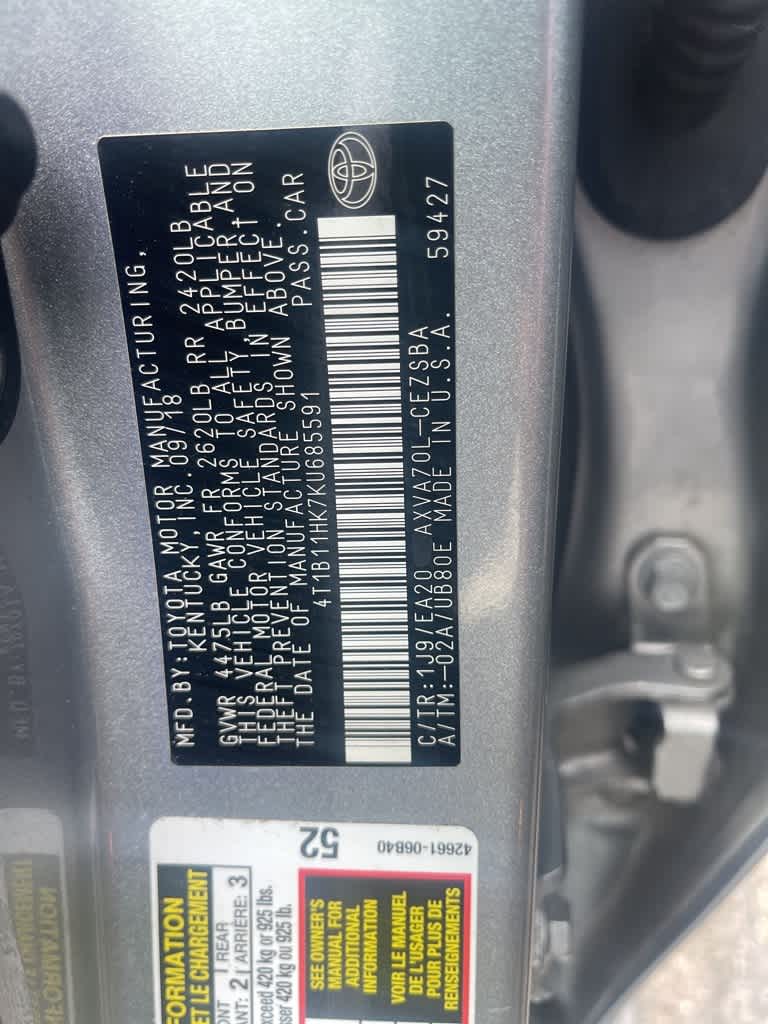 MFD.BY:TOYOTA MOTOR MANUFACTURING,
KENTUCKY, INC.09/18
GVWR 4475LB GAWR FR 2620LB RR 2420LB
THIS VEHICLE CONFORMS TO ALL APPLICABLE
FEDERAL MOTOR VEHICLE SAFETY, BUMPER, AND
THEFT PREVENTION STANDARDS IN EFFECT ON
THE DATE OF MANUFACTURE SHOWN ABOVE.
4T1B11HK7KU685591 PASS.CAR
C/TR:1J9/EA20 AXVA70L-CEZSBA
A/TM:-02A/UB80E MADE IN U.S.A. 59427
52
42661-06B40
FORMATION
ET LE CHARGEMENT
REAR
2 ARRIÈRE: 3
exceed 420 kg or 925 lbs.
420 kg ou 925 lb.
SEE OWNER'S
MANUAL FOR
ADDITIONAL
INFORMATION
VOIR LE MANUEL
DE L'USAGER
POUR PLUS DE
RENSEIGNEMENTS